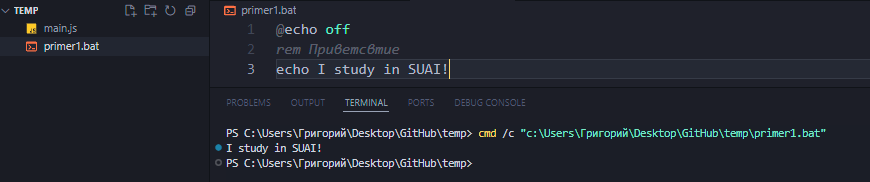 TEMP
main.js
primer1.bat
primer1.bat
1 @echo off
2 rem Приветсвтие
3 echo I study in SUAI!
PROBLEMS OUTPUT TERMINAL PORTS DEBUG CONSOLE
PS C:\Users\Григорий\Desktop\GitHub\temp> cmd /c "c:\Users\Григорий\Desktop\GitHub\temp\primer1.bat"
I study in SUAI!
PS C:\Users\Григорий\Desktop\GitHub\temp>